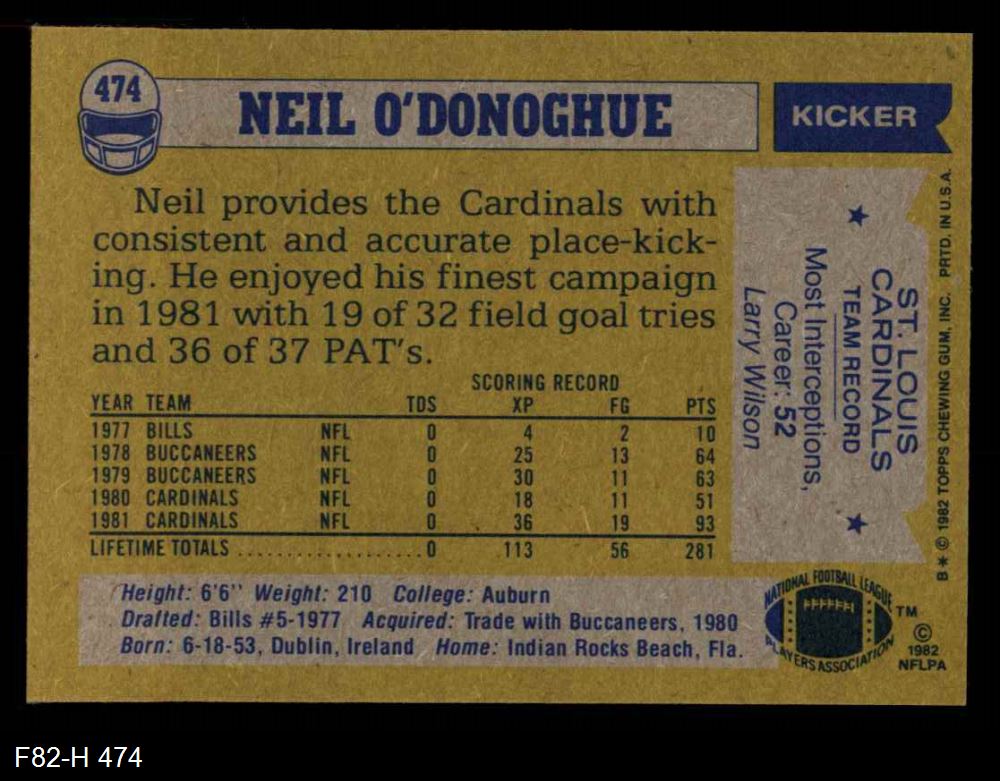 474
NEIL O'DONOGHUE
KICKER
Neil provides the Cardinals with
consistent and accurate place-kick-
ing. He enjoyed his finest campaign
in 1981 with 19 of 32 field goal tries
and 36 of 37 PAT's.
SCORING RECORD
YEAR TEAM TDS XP FG PTS
1977 BILLS NFL 0 4 2 10
1978 BUCCANEERS NFL 0 25 13 64
1979 BUCCANEERS NFL 0 30 11 63
1980 CARDINALS NFL 0 18 11 51
1981 CARDINALS NFL 0 36 19 93
LIFETIME TOTALS ....................0 113 56 281
Height: 6'6" Weight: 210 College: Auburn
Drafted: Bills #5-1977 Acquired: Trade with Buccaneers, 1980
Born: 6-18-53, Dublin, Ireland Home: Indian Rocks Beach, Fla.
ST. LOUIS
CARDINALS
TEAM RECORD
Most Interceptions,
Career: 52
Larry Wilson
B* © 1982 TOPPS CHEWING GUM, INC. PRTD. IN U.S.A.
NATIONAL FOOTBALL LEAGUE
PLAYERS ASSOCIATION
TM
©
1982
NFLPA
F82-H 474